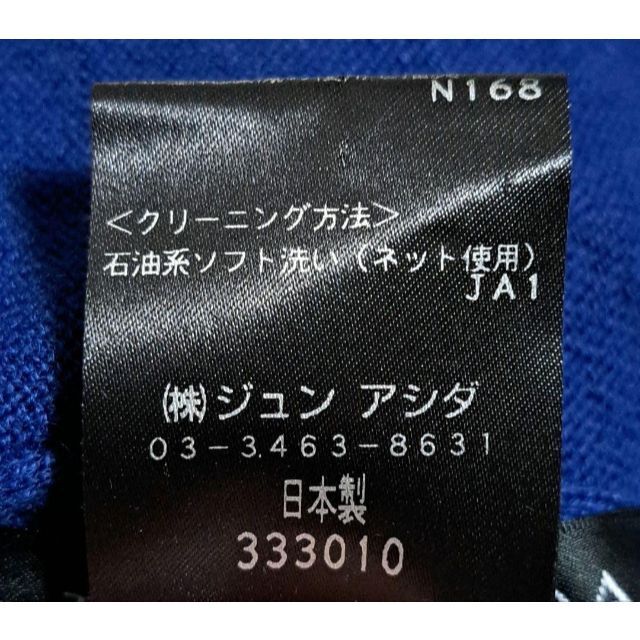 N168
＜クリーニング方法＞
石油系ソフト洗い（ネット使用）
JA1
㈱ジュン アシダ
03-3463-8631
日本製
333010